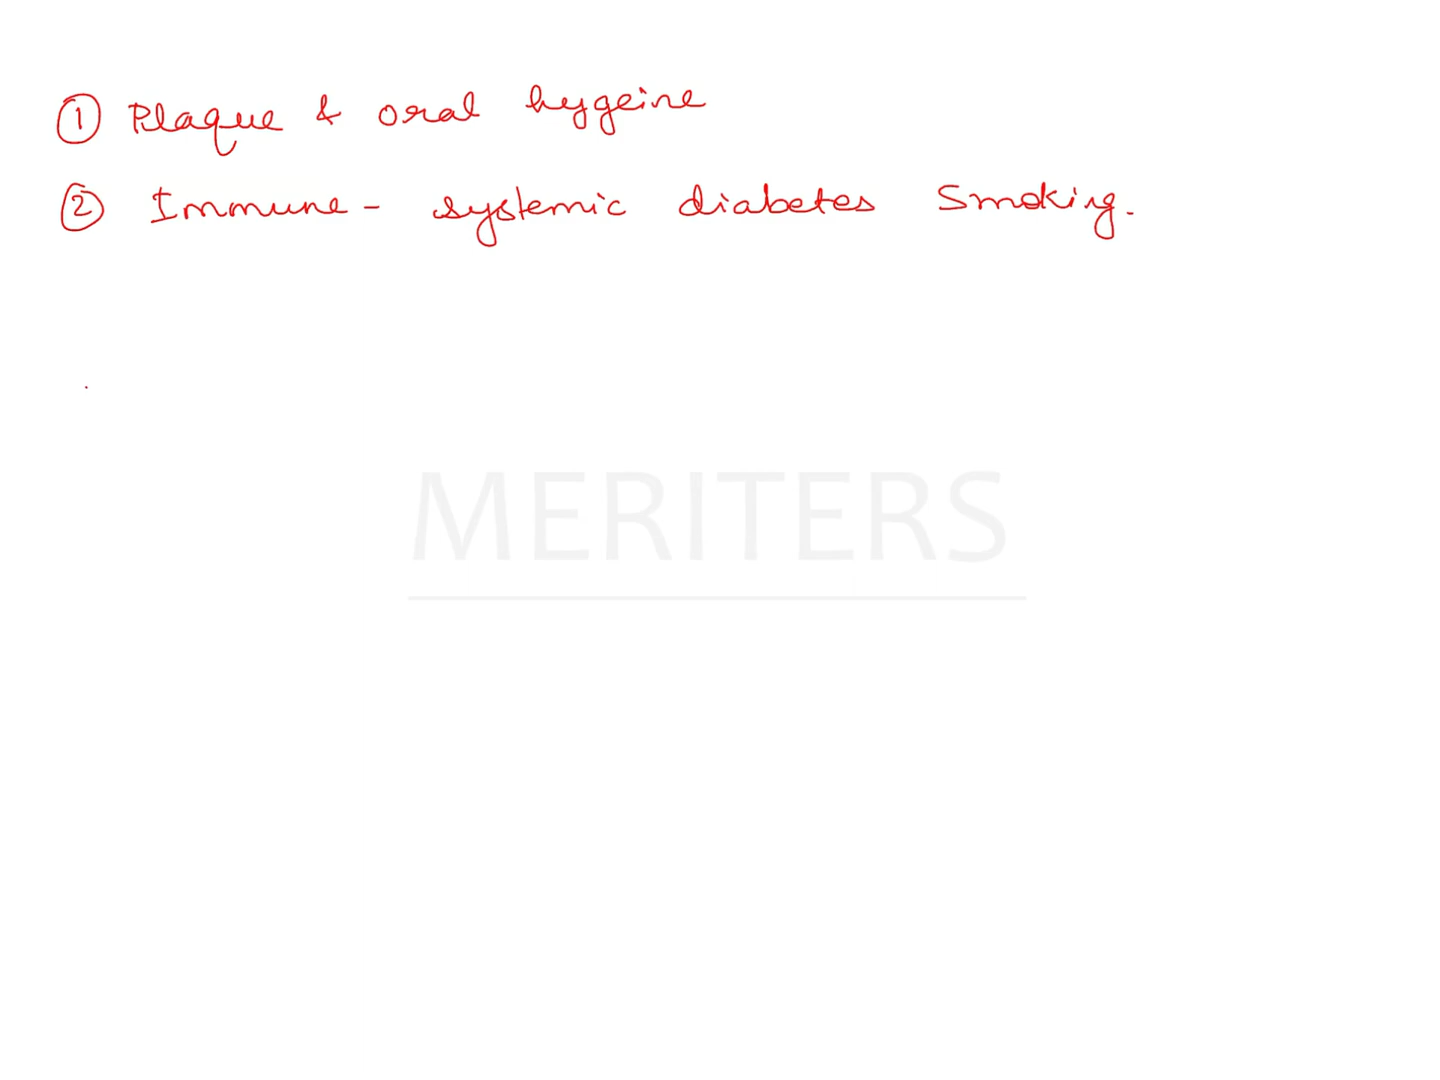 ① Plaque & oral hygeine
② Immune - systemic diabetes Smoking.
MERITERS